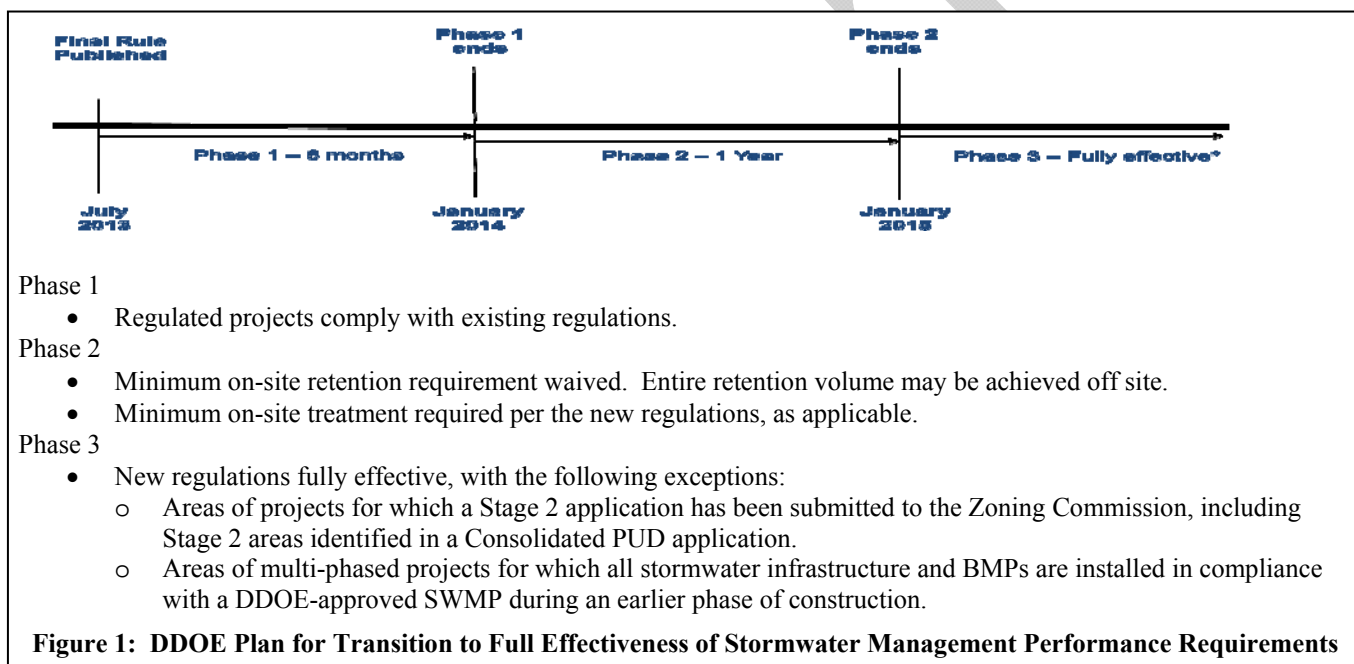 Final Rule
Published
Phase 1
ends
Phase 2
ends
Phase 1 – 6 months
Phase 2 – 1 Year
Phase 3 – Fully effective*
July
2013
January
2014
January
2015
Phase 1
• Regulated projects comply with existing regulations.
Phase 2
• Minimum on-site retention requirement waived. Entire retention volume may be achieved off site.
• Minimum on-site treatment required per the new regulations, as applicable.
Phase 3
• New regulations fully effective, with the following exceptions:
o Areas of projects for which a Stage 2 application has been submitted to the Zoning Commission, including
Stage 2 areas identified in a Consolidated PUD application.
o Areas of multi-phased projects for which all stormwater infrastructure and BMPs are installed in compliance
with a DDOE-approved SWMP during an earlier phase of construction.
Figure 1: DDOE Plan for Transition to Full Effectiveness of Stormwater Management Performance Requirements